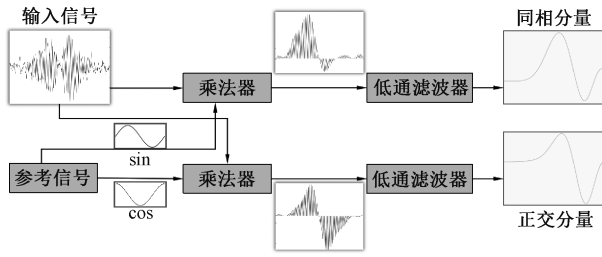 输入信号
同相分量
乘法器
低通滤波器
sin
参考信号
乘法器
低通滤波器
cos
正交分量